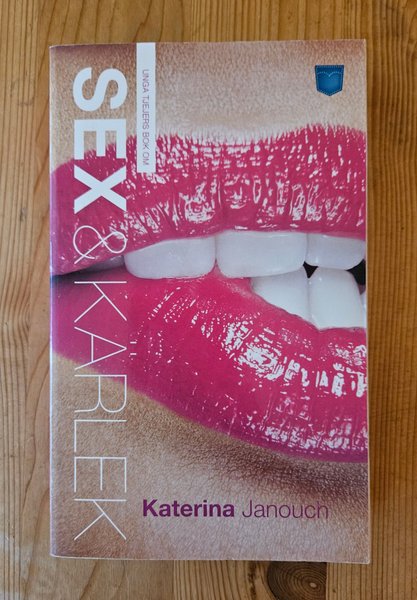 UNGA TJEJERS BOK OM
SEX
& KÄRLEK
Katerina Janouch